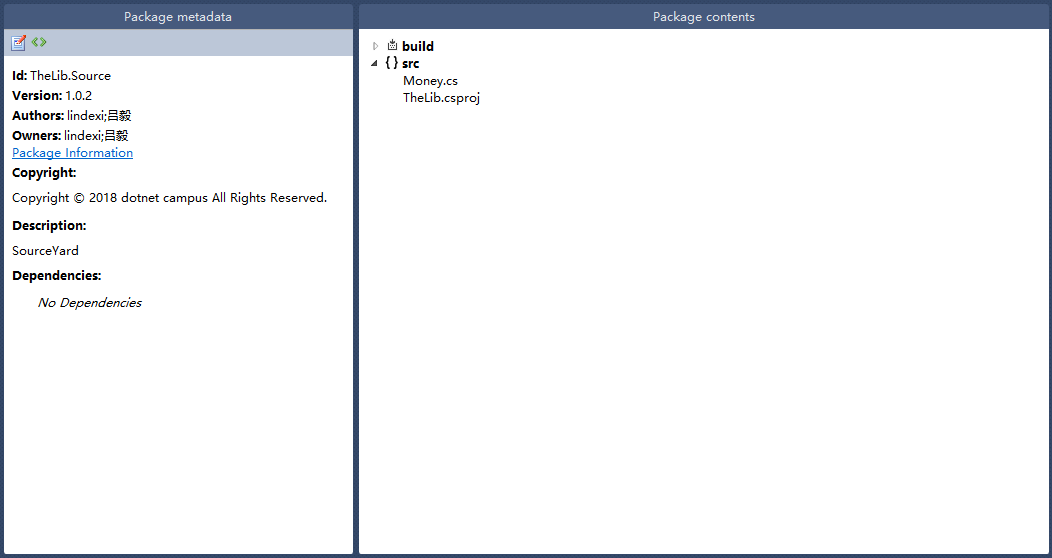 Package metadata
Id: TheLib.Source
Version: 1.0.2
Authors: lindexi;吕毅
Owners: lindexi;吕毅
Package Information
Copyright:
Copyright © 2018 dotnet campus All Rights Reserved.
Description:
SourceYard
Dependencies:
No Dependencies
Package contents
build
{ } src
Money.cs
TheLib.csproj